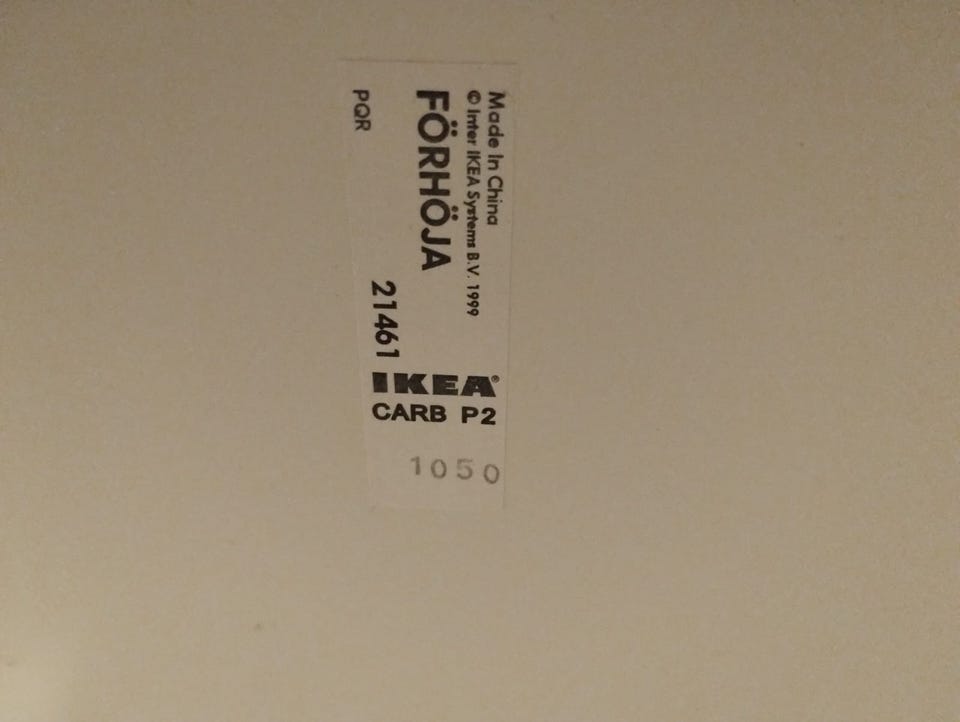 Made in China
© Inter IKEA Systems B.V. 1999
FÖRHÖJA
21461
PQR
IKEA®
CARB P2
1050